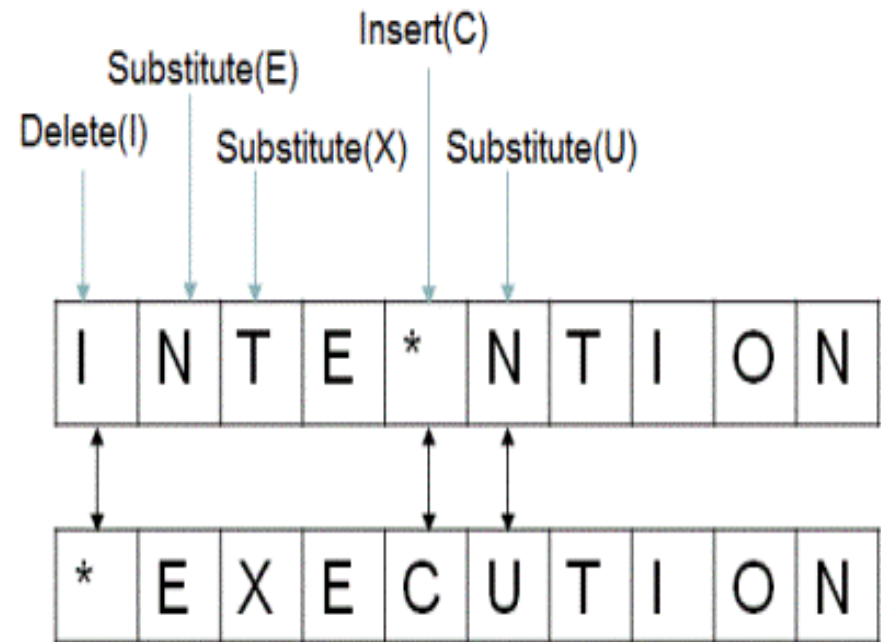 Insert(C)
Substitute(E)
Delete(I)
Substitute(X) Substitute(U)
I N T E * N T I O N
* E X E C U T I O N